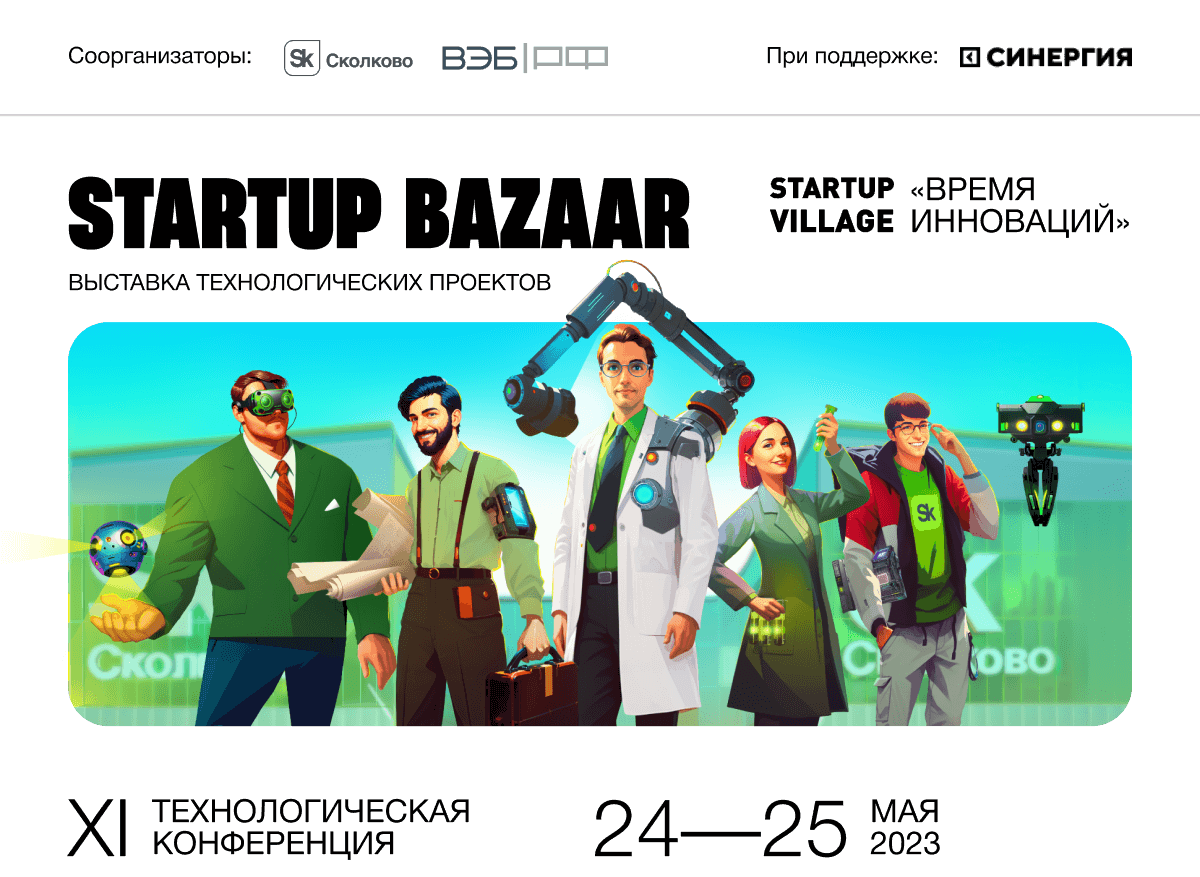 Соорганизаторы: Sk Сколково ВЭБ|РФ При поддержке: СИНЕРГИЯ
STARTUP BAZAAR
STARTUP VILLAGE
«ВРЕМЯ ИННОВАЦИЙ»
ВЫСТАВКА ТЕХНОЛОГИЧЕСКИХ ПРОЕКТОВ
Sk
XI
ТЕХНОЛОГИЧЕСКАЯ
КОНФЕРЕНЦИЯ
24—25
МАЯ
2023